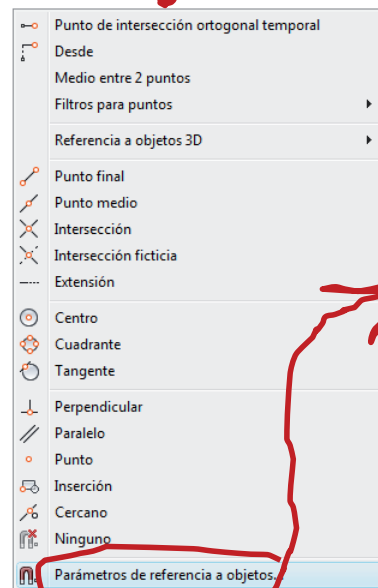 Punto de intersección ortogonal temporal
Desde
Medio entre 2 puntos
Filtros para puntos
Referencia a objetos 3D
Punto final
Punto medio
Intersección
Intersección ficticia
Extensión
Centro
Cuadrante
Tangente
Perpendicular
Paralelo
Punto
Inserción
Cercano
Ninguno
Parámetros de referencia a objetos...